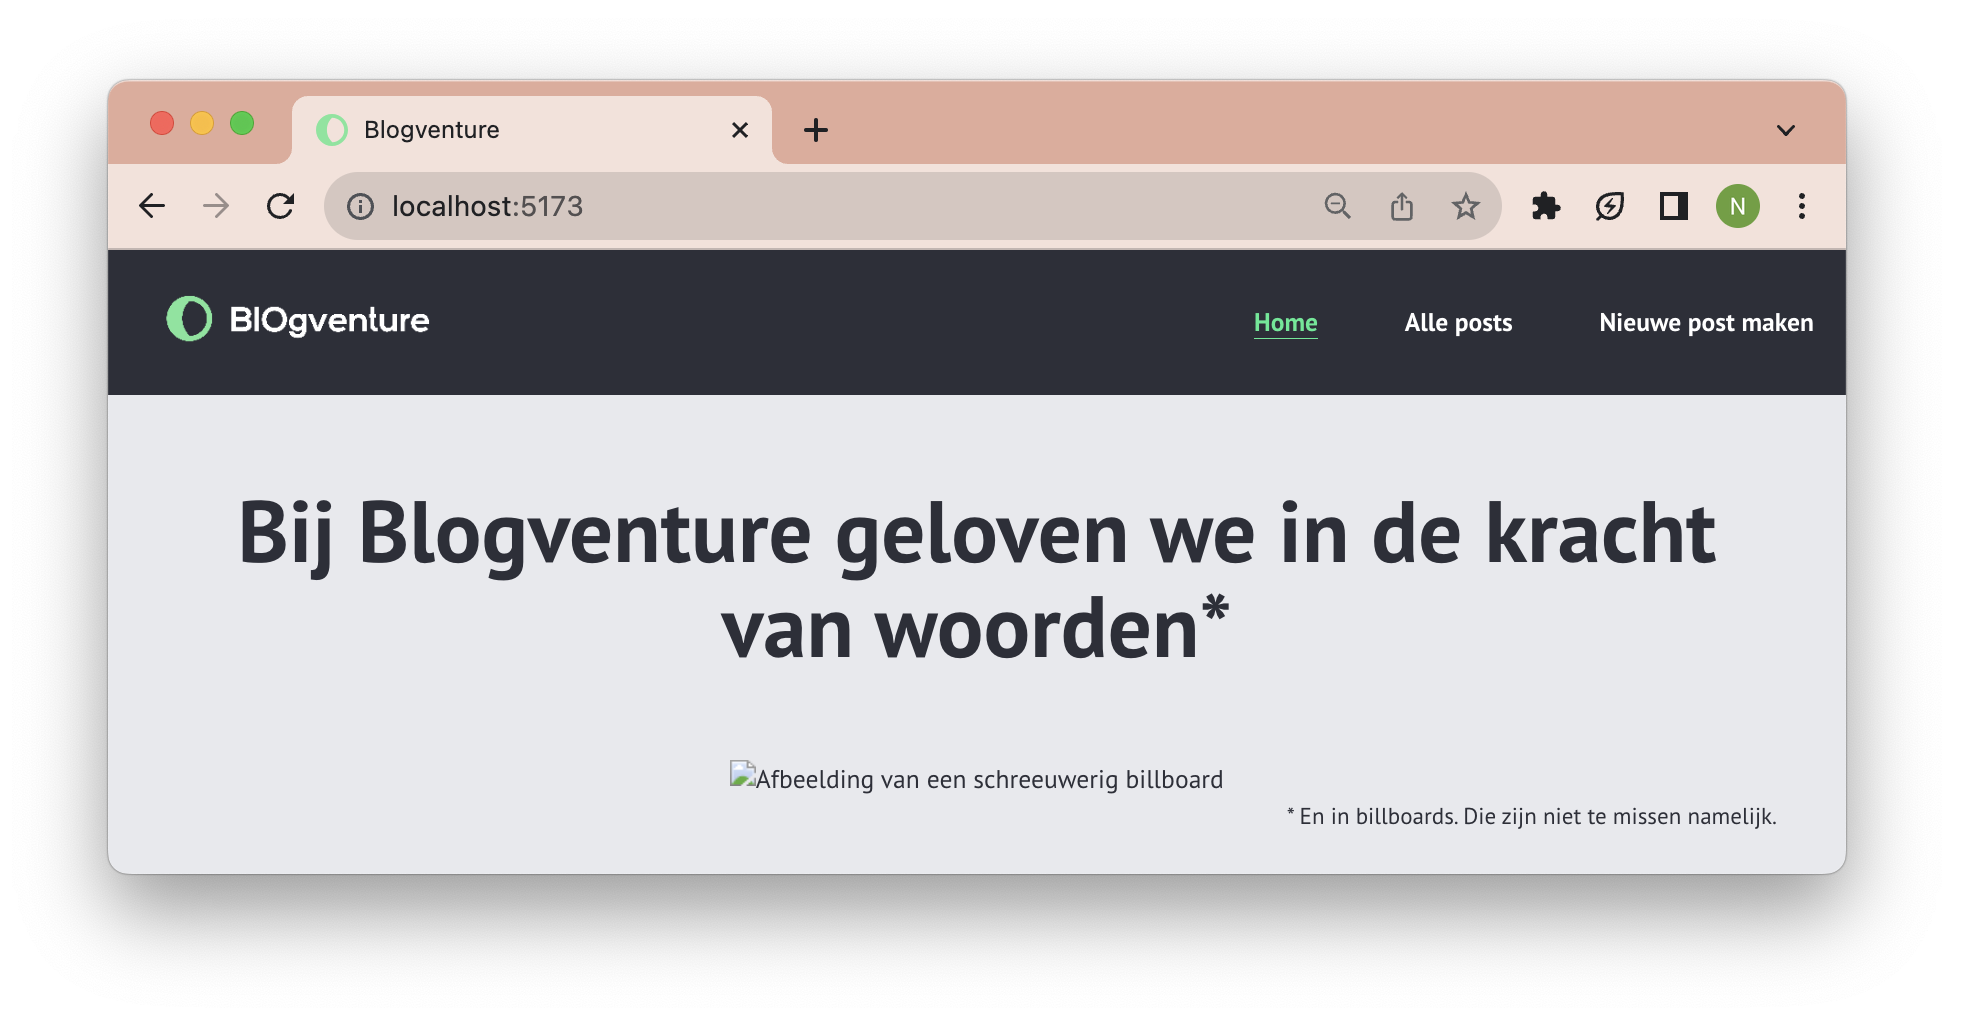 Blogventure
localhost:5173
N
BlOgventure
Home Alle posts Nieuwe post maken
Bij Blogventure geloven we in de kracht
van woorden*
Afbeelding van een schreeuwerig billboard
* En in billboards. Die zijn niet te missen namelijk.